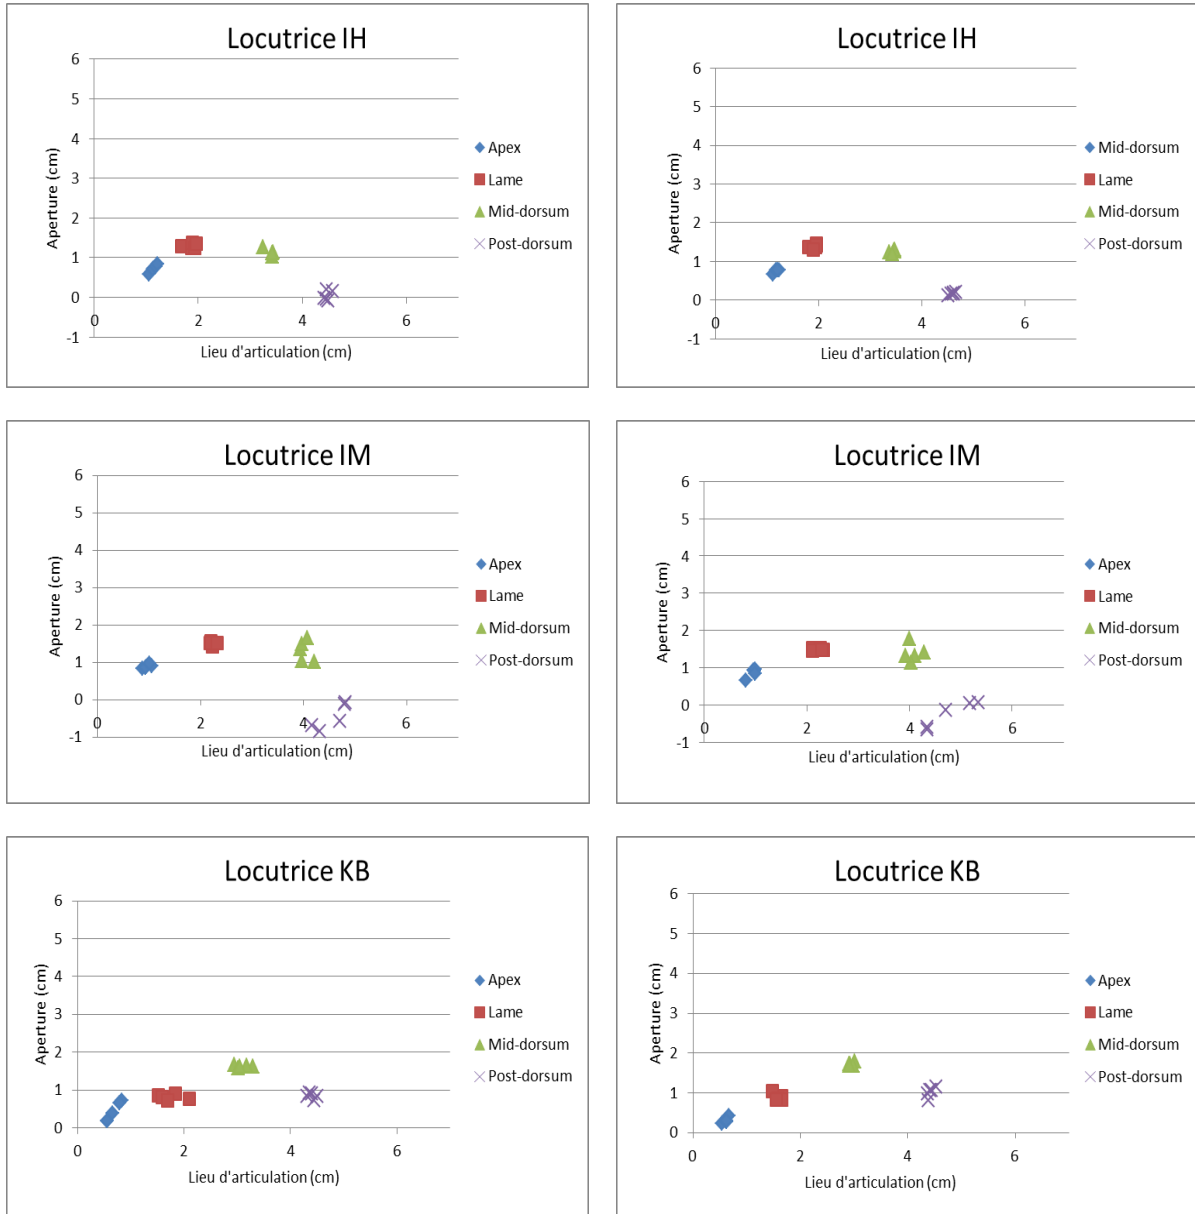 Locutrice IH
6
5
4
3
2
1
0
-1
0 2 4 6
Aperture (cm)
Lieu d'articulation (cm)
Apex
Lame
Mid-dorsum
Post-dorsum
Locutrice IH
6
5
4
3
2
1
0
-1
0 2 4 6
Aperture (cm)
Lieu d'articulation (cm)
Mid-dorsum
Lame
Mid-dorsum
Post-dorsum
Locutrice IM
6
5
4
3
2
1
0
-1
0 2 4 6
Aperture (cm)
Lieu d'articulation (cm)
Apex
Lame
Mid-dorsum
Post-dorsum
Locutrice IM
6
5
4
3
2
1
0
-1
0 2 4 6
Aperture (cm)
Lieu d'articulation (cm)
Apex
Lame
Mid-dorsum
Post-dorsum
Locutrice KB
6
5
4
3
2
1
0
0 2 4 6
Aperture (cm)
Lieu d'articulation (cm)
Apex
Lame
Mid-dorsum
Post-dorsum
Locutrice KB
6
5
4
3
2
1
0
0 2 4 6
Aperture (cm)
Lieu d'articulation (cm)
Apex
Lame
Mid-dorsum
Post-dorsum